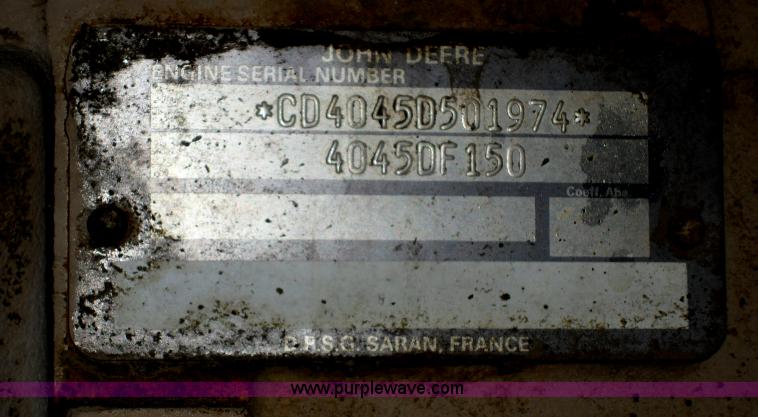 JOHN DEERE
ENGINE SERIAL NUMBER
*CD4045D501974*
4045DF150
Coeff. Abs.
SARAN, FRANCE
www.purplewave.com